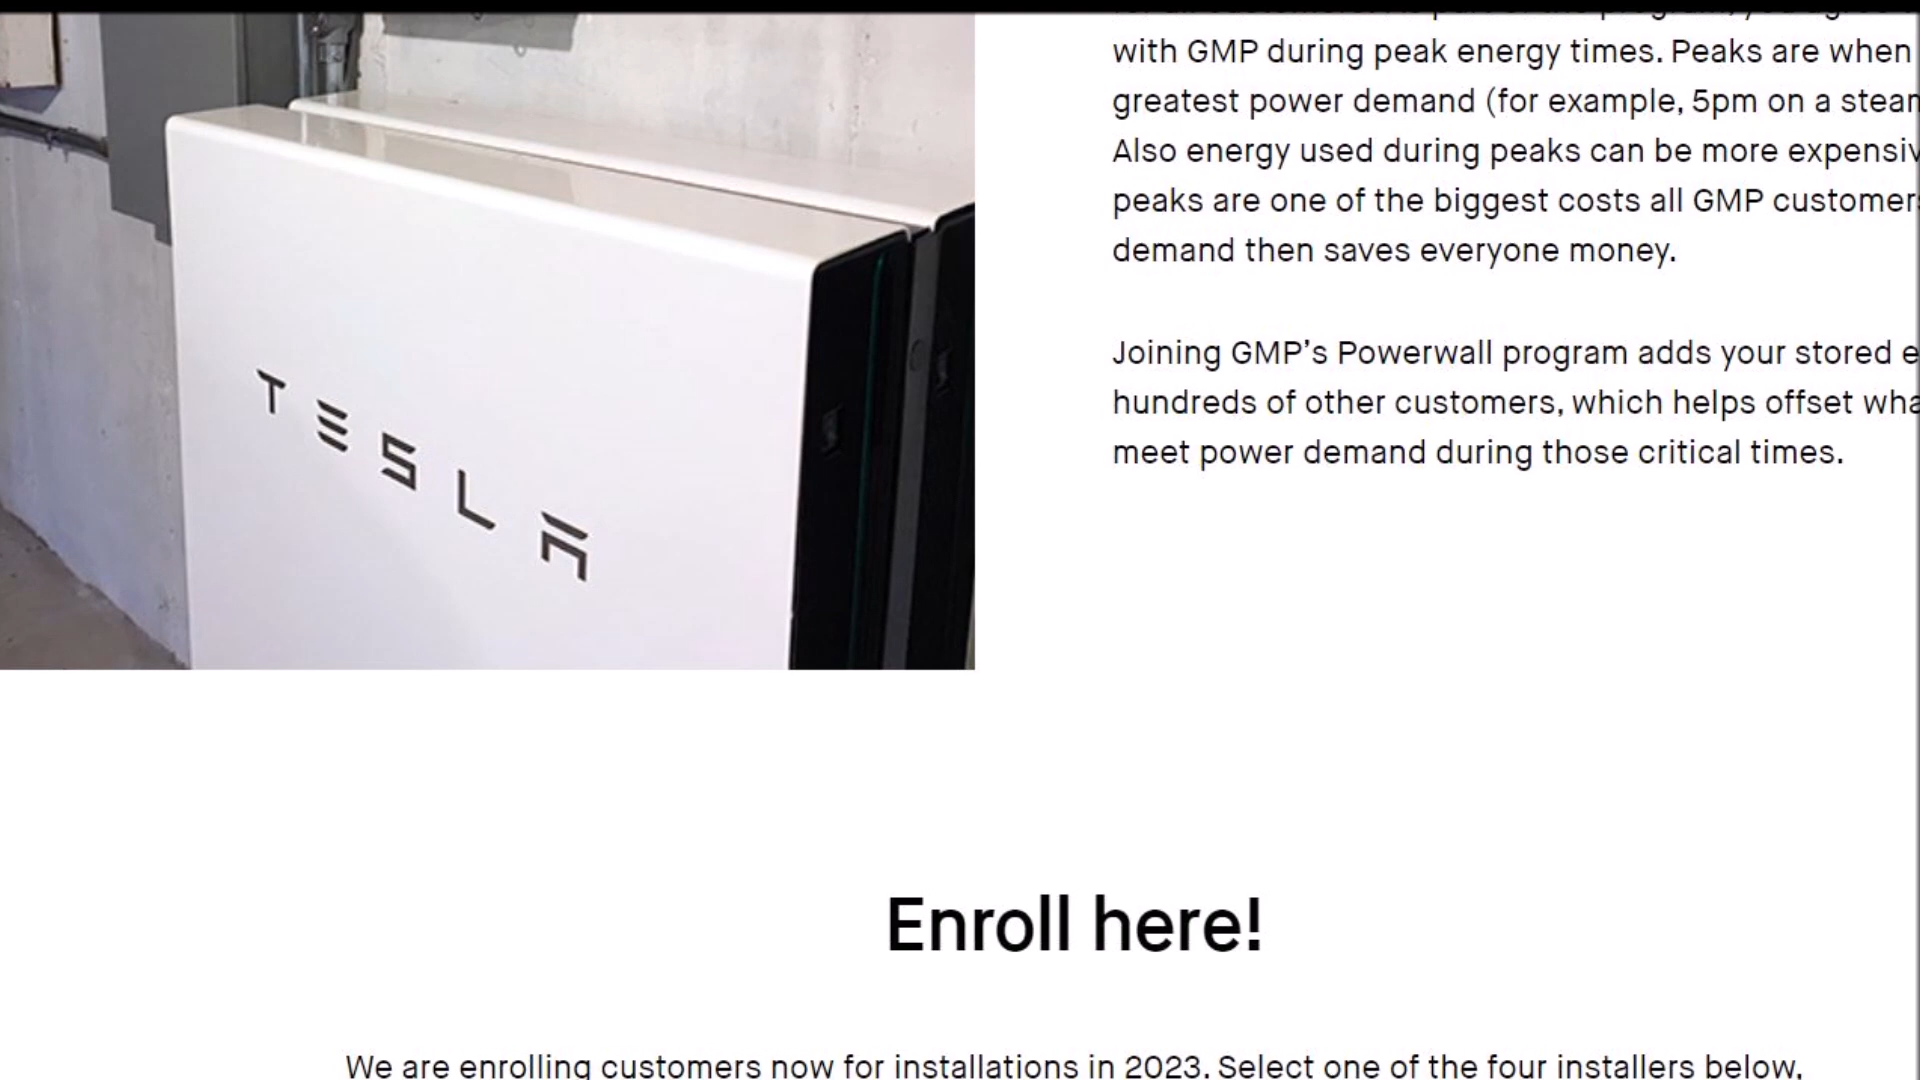 TESLA
with GMP during peak energy times. Peaks are when
greatest power demand (for example, 5pm on a
Also energy used during peaks can be more
peaks are one of the biggest costs all GMP
demand then saves everyone money.
Joining GMP’s Powerwall program adds your stored
hundreds of other customers, which helps offset
meet power demand during those critical times.
Enroll here!
We are enrolling customers now for installations in 2023. Select one of the four installers below,